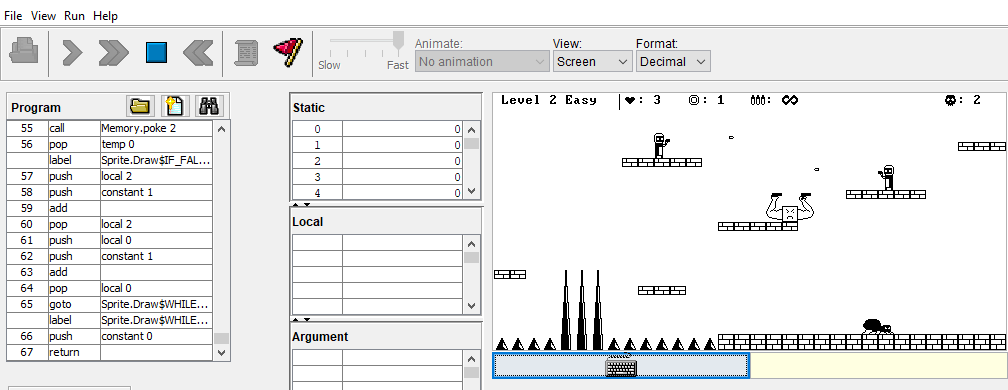 File View Run Help
Animate: View: Format:
Slow Fast No animation Screen Decimal
Program
55 call Memory.poke 2
56 pop temp 0
label Sprite.Draw$IF_FAL...
57 push local 2
58 push constant 1
59 add
60 pop local 2
61 push local 0
62 push constant 1
63 add
64 pop local 0
65 goto Sprite.Draw$WHILE...
label Sprite.Draw$WHILE...
66 push constant 0
67 return
Static
0 0
1 0
2 0
3 0
4 0
Local
Argument
Level 2 Easy : 3 : 1 : ∞ : 2